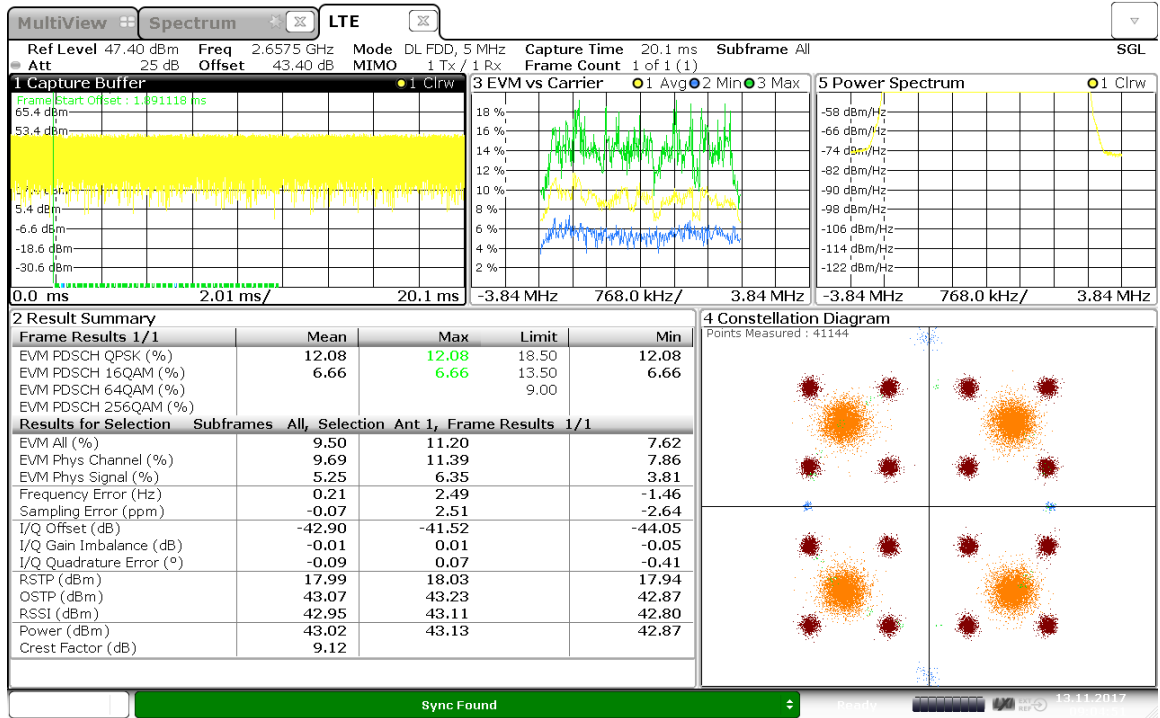 MultiView Spectrum LTE
Ref Level 47.40 dBm Freq 2.6575 GHz Mode DL FDD, 5 MHz Capture Time 20.1 ms Subframe All SGL
Att 25 dB Offset 43.40 dB MIMO 1 Tx / 1 Rx Frame Count 1 of 1 (1)
1 Capture Buffer 1 Clrw
Frame Start Offset : 1.891118 ms
65.4 dBm
53.4 dBm
5.4 dBm
-6.6 dBm
-18.6 dBm
-30.6 dBm
0.0 ms 2.01 ms/ 20.1 ms
3 EVM vs Carrier 1 Avg 2 Min 3 Max
18 %
16 %
14 %
12 %
10 %
8 %
6 %
4 %
2 %
-3.84 MHz 768.0 kHz/ 3.84 MHz
5 Power Spectrum 1 Clrw
-58 dBm/Hz
-66 dBm/Hz
-74 dBm/Hz
-82 dBm/Hz
-90 dBm/Hz
-98 dBm/Hz
-106 dBm/Hz
-114 dBm/Hz
-122 dBm/Hz
-3.84 MHz 768.0 kHz/ 3.84 MHz
2 Result Summary
Frame Results 1/1 Mean Max Limit Min
EVM PDSCH QPSK (%) 12.08 12.08 18.50 12.08
EVM PDSCH 16QAM (%) 6.66 6.66 13.50 6.66
EVM PDSCH 64QAM (%) 9.00
EVM PDSCH 256QAM (%)
Results for Selection Subframes All, Selection Ant 1, Frame Results 1/1
EVM All (%) 9.50 11.20 7.62
EVM Phys Channel (%) 9.69 11.39 7.86
EVM Phys Signal (%) 5.25 6.35 3.81
Frequency Error (Hz) 0.21 2.49 -1.46
Sampling Error (ppm) -0.07 2.51 -2.64
I/Q Offset (dB) -42.90 -41.52 -44.05
I/Q Gain Imbalance (dB) -0.01 0.01 -0.05
I/Q Quadrature Error (°) -0.09 0.07 -0.41
RSTP (dBm) 17.99 18.03 17.94
OSTP (dBm) 43.07 43.23 42.87
RSSI (dBm) 42.95 43.11 42.80
Power (dBm) 43.02 43.13 42.87
Crest Factor (dB) 9.12
4 Constellation Diagram
Points Measured : 41144
Sync Found
Ready
LXI
REF
13.11.2017